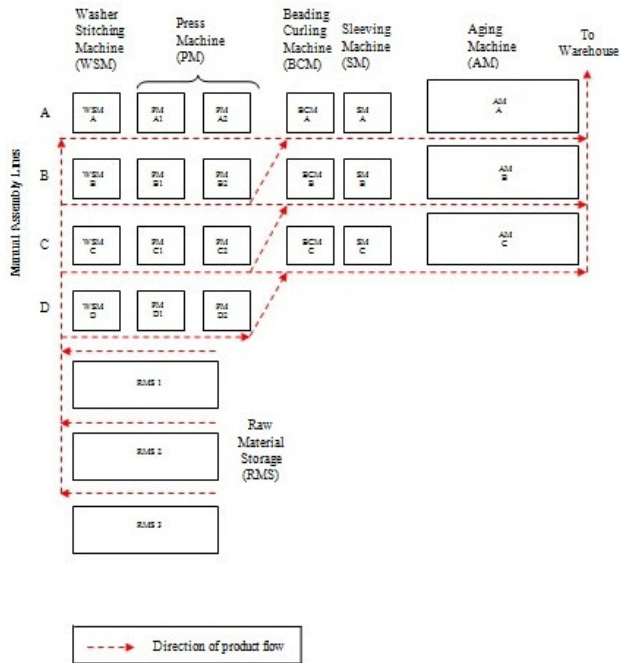 Washer
Stitching
Machine
(WSM)
Press
Machine
(PM)
Beading
Curling
Machine
(BCM)
Sleeving
Machine
(SM)
Aging
Machine
(AM)
To
Warehouse
Manual Assembly Lines
A
WSM
A
PM
A1
PM
A2
BCM
A
SM
A
AM
A
B
WSM
B
PM
B1
PM
B2
BCM
B
SM
B
AM
B
C
WSM
C
PM
C1
PM
C2
BCM
C
SM
C
AM
C
D
WSM
D
PM
D1
PM
D2
RMS 1
RMS 2
RMS 3
Raw
Material
Storage
(RMS)
Direction of product flow